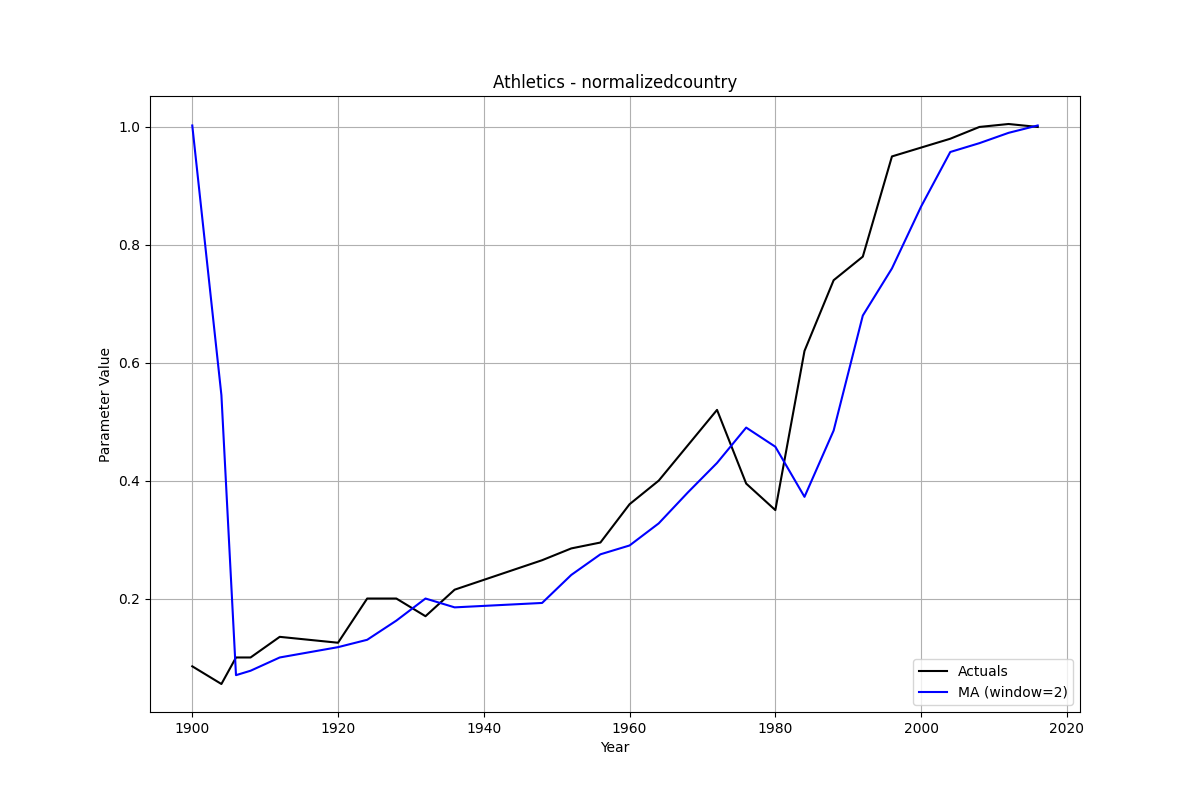 Athletics - normalizedcountry
Parameter Value
1.0
0.8
0.6
0.4
0.2
Actuals
MA (window=2)
1900 1920 1940 1960 1980 2000 2020
Year